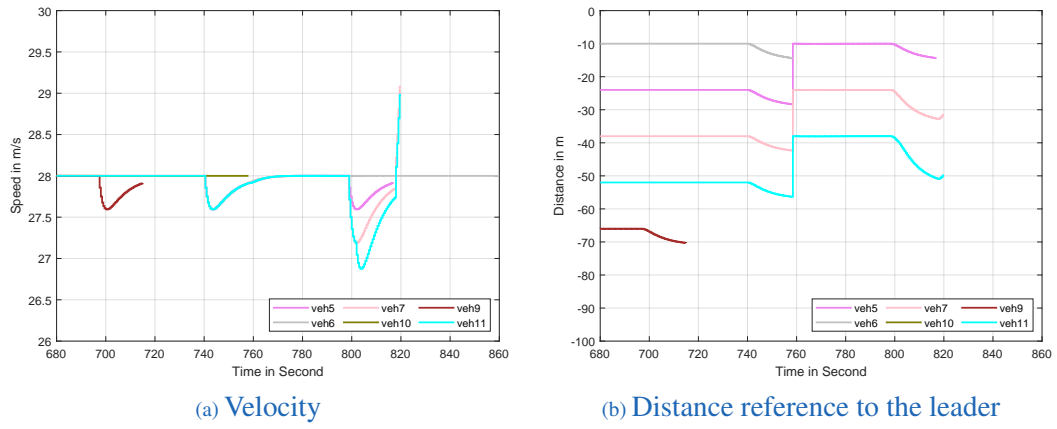 30
29.5
29
28.5
28
27.5
27
26.5
26
680 700 720 740 760 780 800 820 840 860
Speed in m/s
Time in Second
veh5 veh7 veh9
veh6 veh10 veh11
(a) Velocity
0
-10
-20
-30
-40
-50
-60
-70
-80
-90
-100
680 700 720 740 760 780 800 820 840 860
Distance in m
Time in Second
veh5 veh7 veh9
veh6 veh10 veh11
(b) Distance reference to the leader